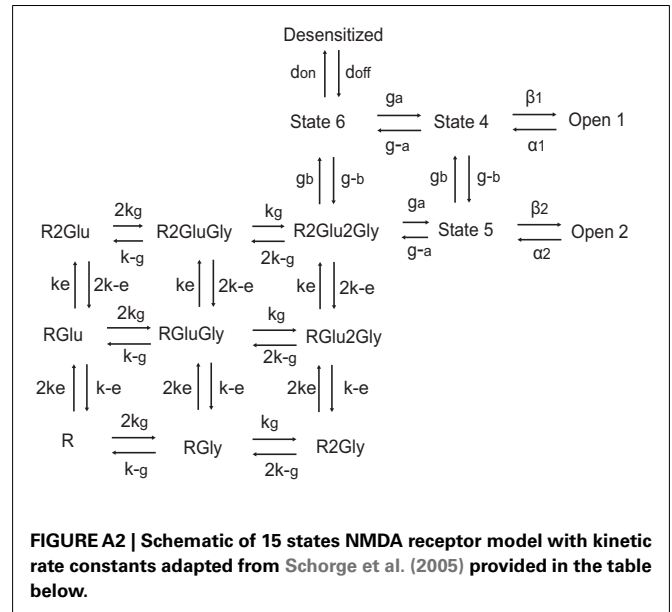 Desensitized
don doff
ga β1
State 6 State 4 Open 1
g-a α1
gb g-b gb g-b
2kg kg ga β2
R2Glu R2GluGly R2Glu2Gly State 5 Open 2
k-g 2k-g g-a α2
ke 2k-e ke 2k-e ke 2k-e
2kg kg
RGlu RGluGly RGlu2Gly
k-g 2k-g
2ke k-e 2ke k-e 2ke k-e
2kg kg
R RGly R2Gly
k-g 2k-g
FIGURE A2 | Schematic of 15 states NMDA receptor model with kinetic
rate constants adapted from Schorge et al. (2005) provided in the table
below.